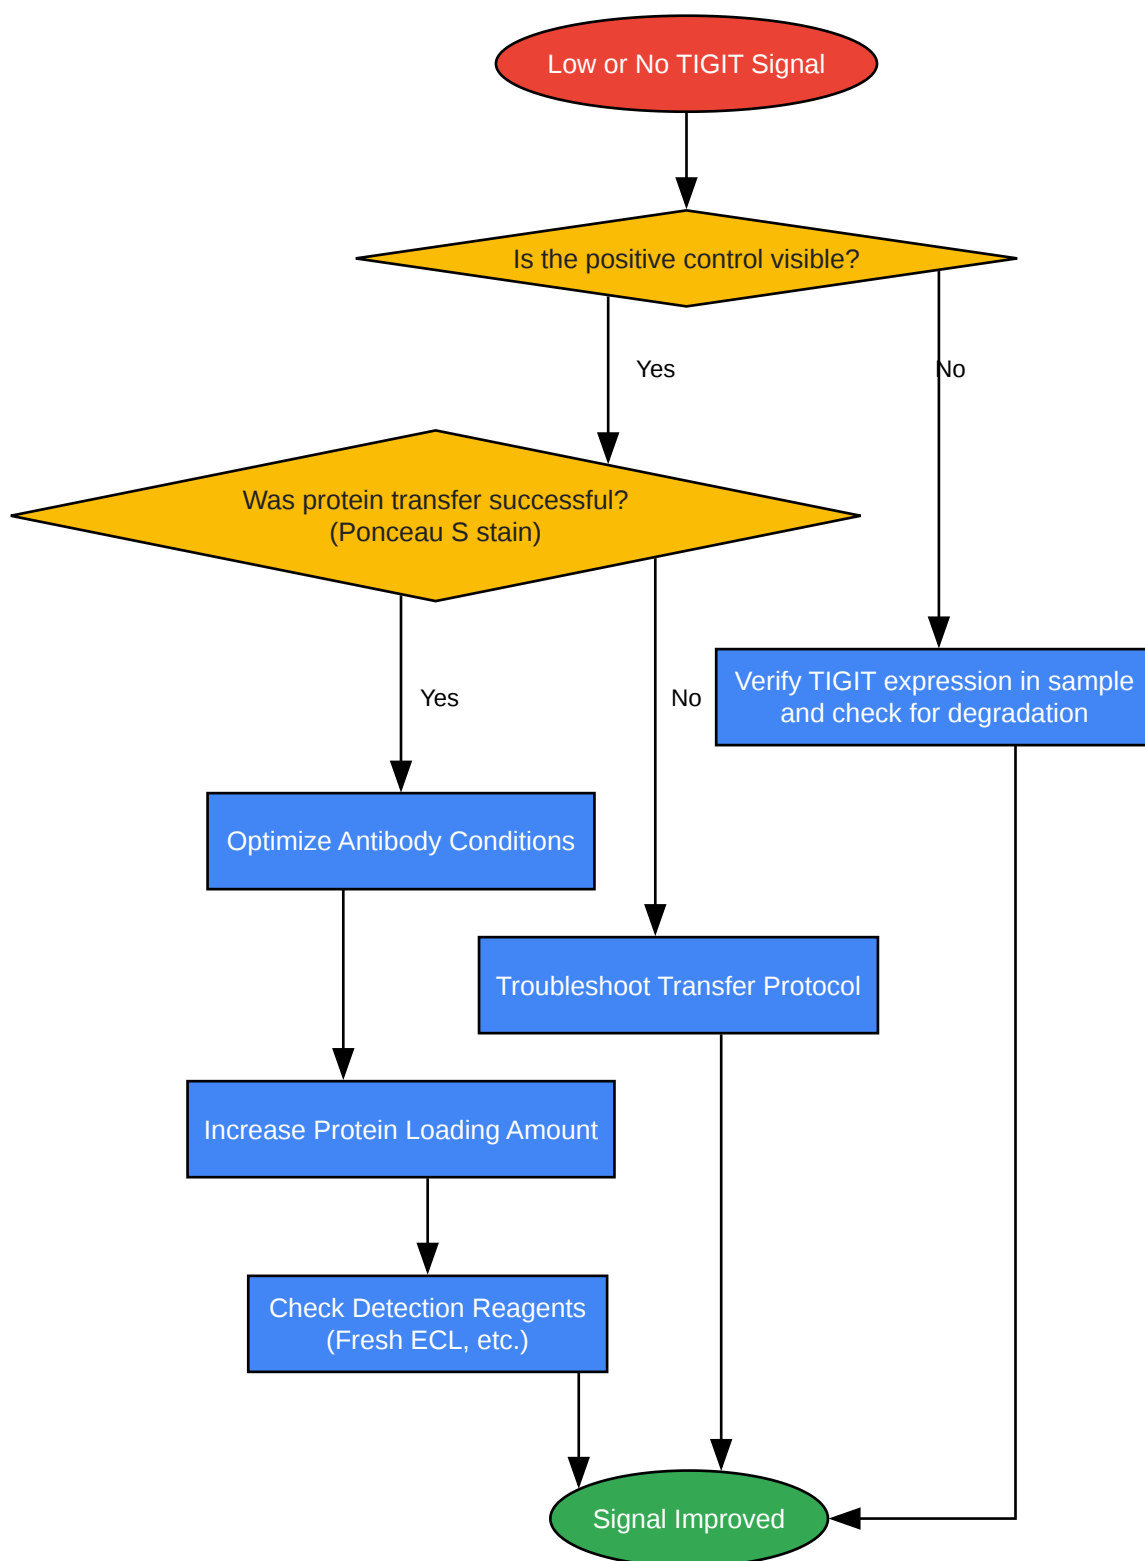 Low or No TIGIT Signal
Is the positive control visible?
Yes
No
Was protein transfer successful?
(Ponceau S stain)
Verify TIGIT expression in sample
and check for degradation
Yes
No
Optimize Antibody Conditions
Troubleshoot Transfer Protocol
Increase Protein Loading Amount
Check Detection Reagents
(Fresh ECL, etc.)
Signal Improved